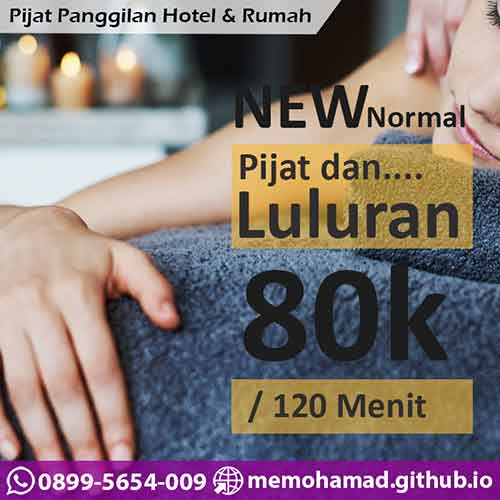 Pijat Panggilan Hotel & Rumah
NEW Normal
Pijat dan....
Luluran
80k
/ 120 Menit
0899-5654-009 memohamad.github.io